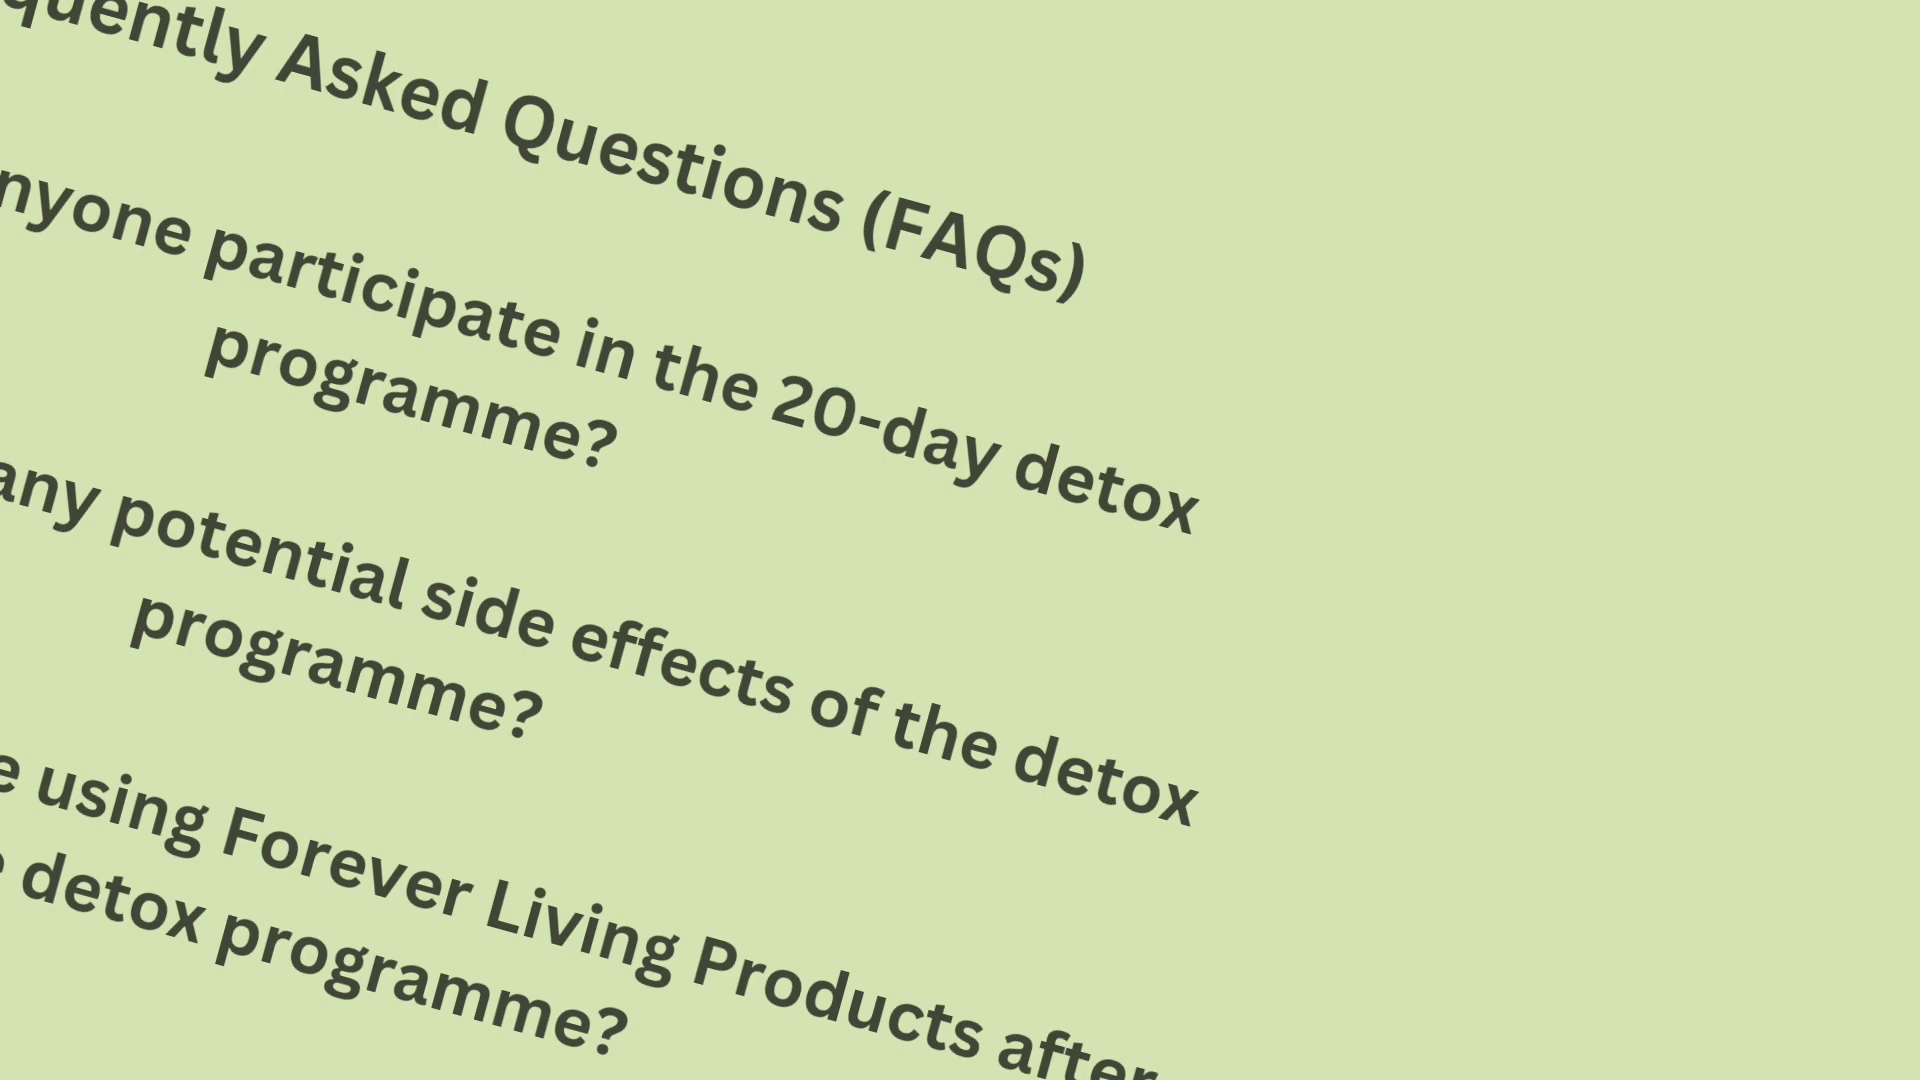 quently Asked Questions (FAQs)
nyone participate in the 20-day detox
programme?
any potential side effects of the detox
programme?
e using Forever Living Products after
detox programme?